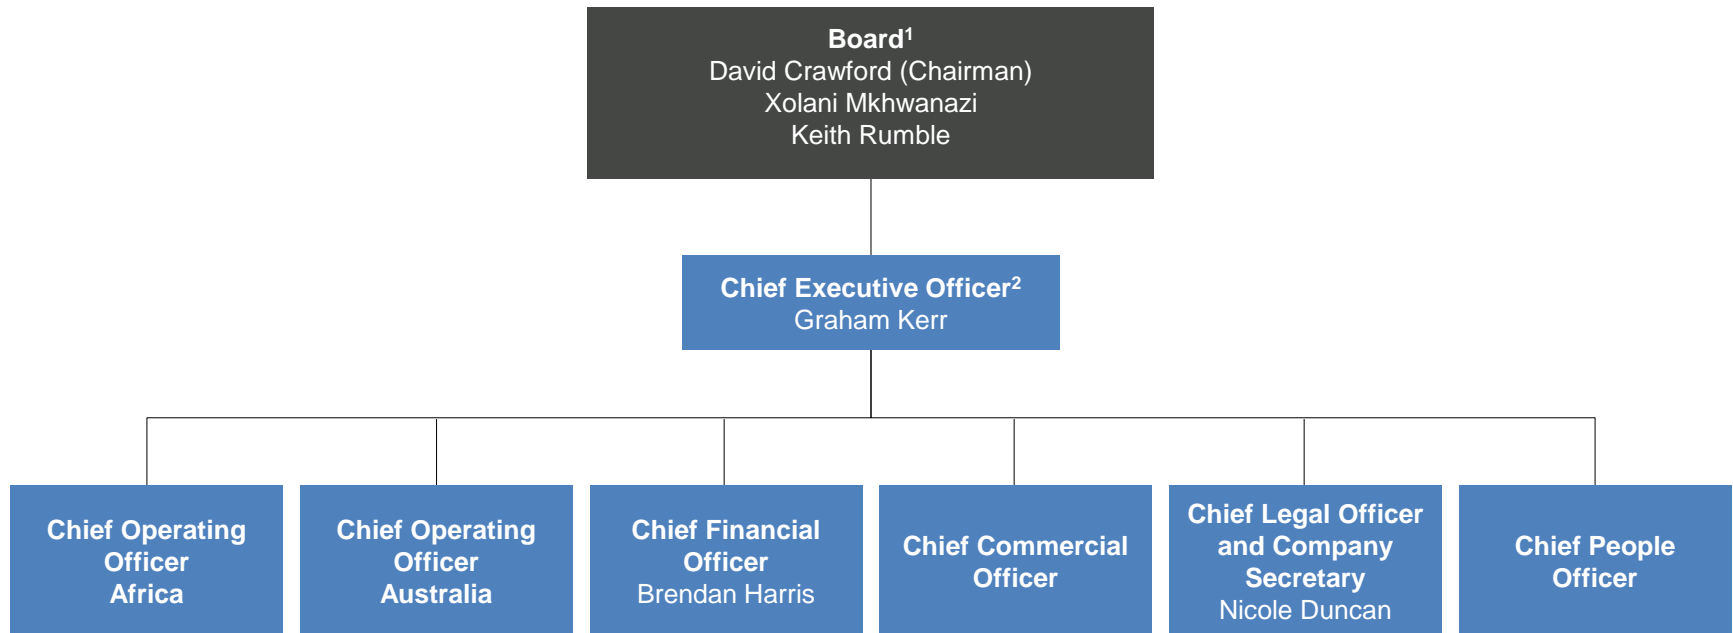 Board¹
David Crawford (Chairman)
Xolani Mkhwanazi
Keith Rumble
Chief Executive Officer²
Graham Kerr
Chief Operating
Officer
Africa
Chief Operating
Officer
Australia
Chief Financial
Officer
Brendan Harris
Chief Commercial
Officer
Chief Legal Officer
and Company
Secretary
Nicole Duncan
Chief People
Officer